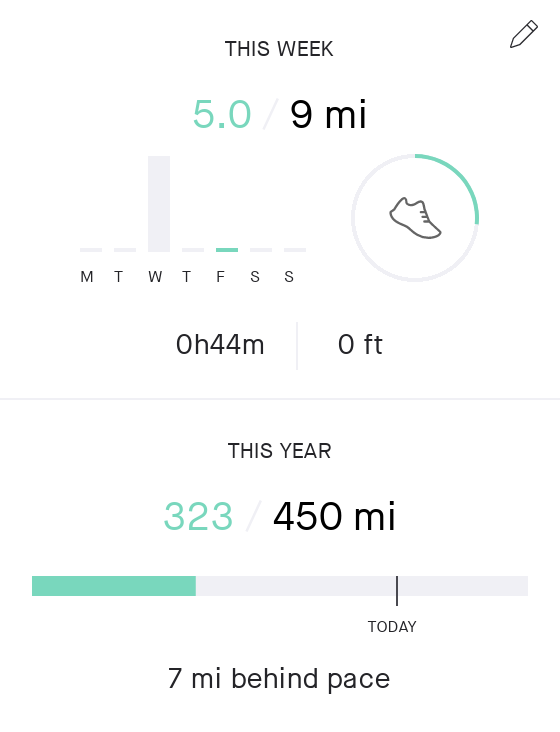 THIS WEEK
5.0 / 9 mi
M T W T F S S
0h44m 0 ft
THIS YEAR
323 / 450 mi
TODAY
7 mi behind pace